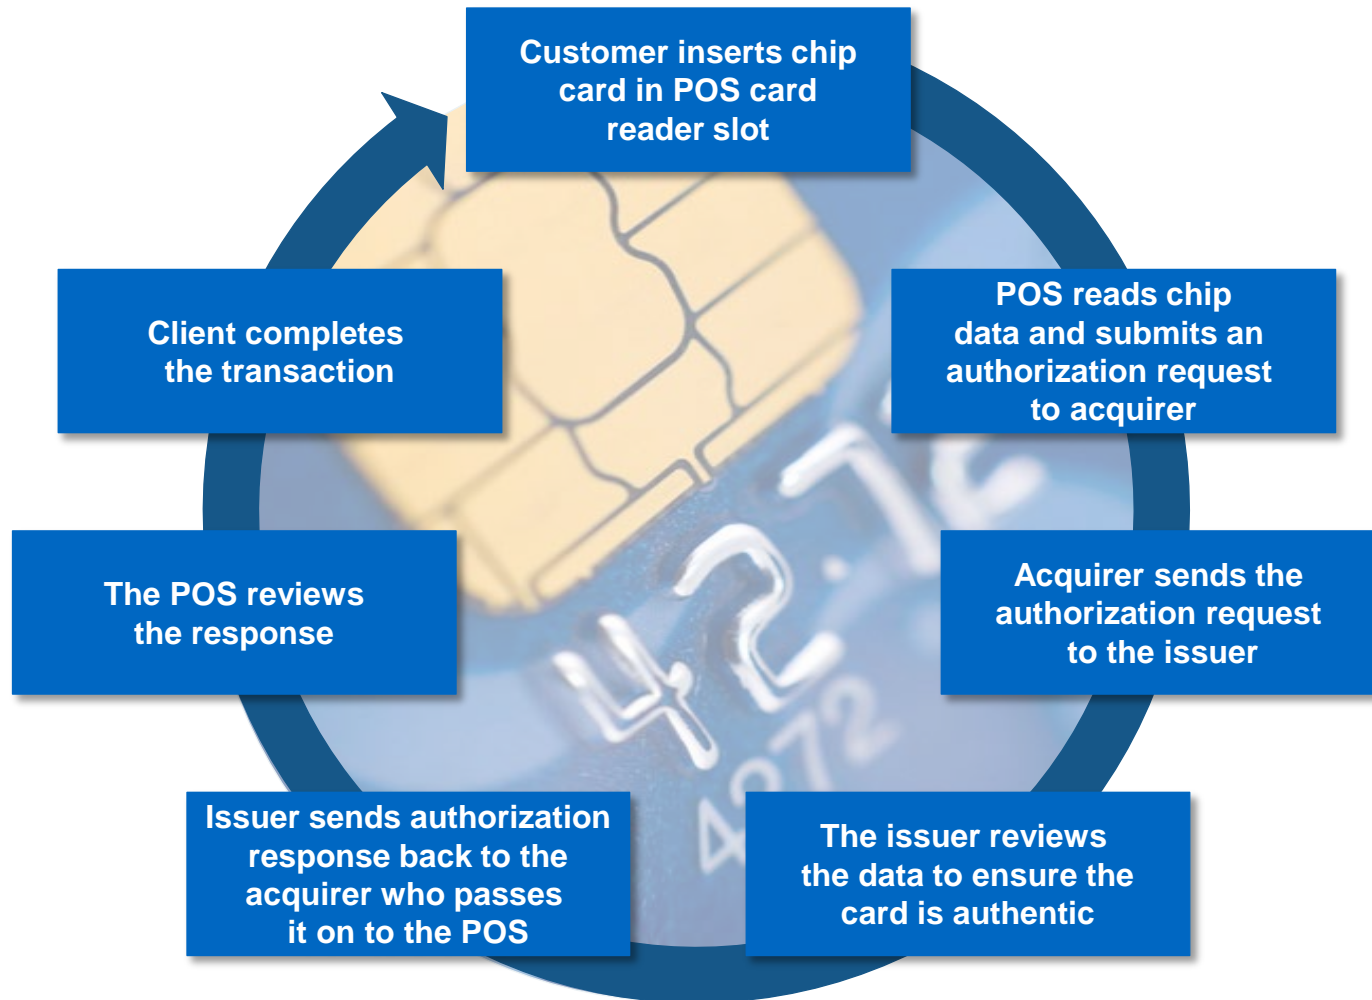 Customer inserts chip
card in POS card
reader slot
POS reads chip
data and submits an
authorization request
to acquirer
Acquirer sends the
authorization request
to the issuer
The issuer reviews
the data to ensure the
card is authentic
Issuer sends authorization
response back to the
acquirer who passes
it on to the POS
The POS reviews
the response
Client completes
the transaction
42.7
4272